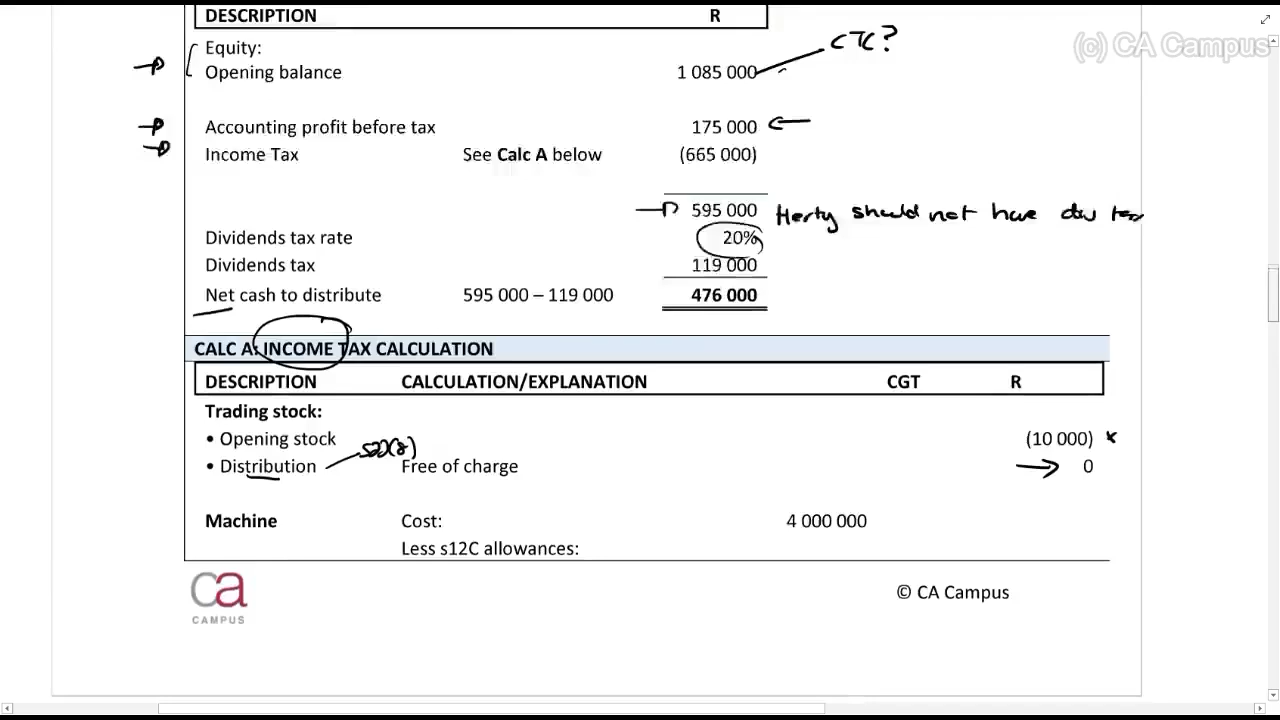 DESCRIPTION R
CTC?
(c) CA Campus
Equity:
Opening balance 1 085 000
Accounting profit before tax 175 000
Income Tax See Calc A below (665 000)
595 000 Herty should not have div tax
Dividends tax rate 20%
Dividends tax 119 000
Net cash to distribute 595 000 – 119 000 476 000
CALC A: INCOME TAX CALCULATION
DESCRIPTION CALCULATION/EXPLANATION CGT R
Trading stock:
• Opening stock (10 000)
s22(8)
• Distribution Free of charge 0
Machine Cost: 4 000 000
Less s12C allowances:
ca
CAMPUS
© CA Campus